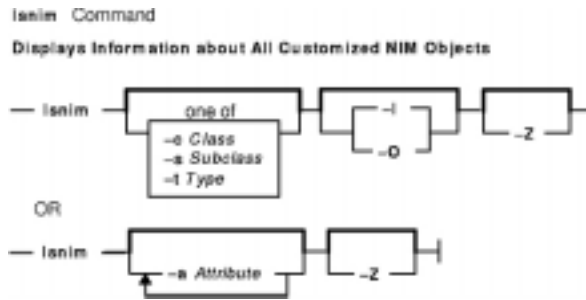 lsnim Command
Displays Information about All Customized NIM Objects
lsnim
one of
-c Class
-s Subclass
-t Type
-l
-O
-Z
OR
lsnim
-a Attribute
-Z